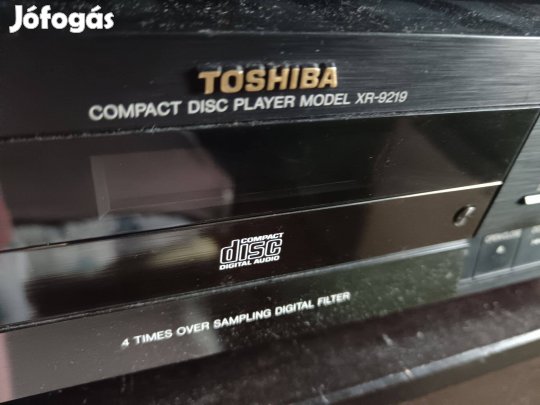 Jófogás
TOSHIBA
COMPACT DISC PLAYER MODEL XR-9219
COMPACT
disc
DIGITAL AUDIO
4 TIMES OVER SAMPLING DIGITAL FILTER